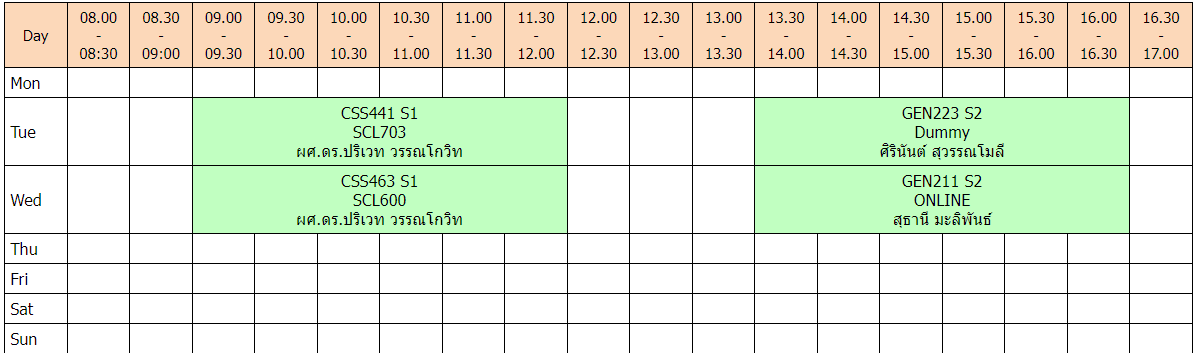 Day
08.00 - 08:30
08.30 - 09:00
09.00 - 09.30
09.30 - 10.00
10.00 - 10.30
10.30 - 11.00
11.00 - 11.30
11.30 - 12.00
12.00 - 12.30
12.30 - 13.00
13.00 - 13.30
13.30 - 14.00
14.00 - 14.30
14.30 - 15.00
15.00 - 15.30
15.30 - 16.00
16.00 - 16.30
16.30 - 17.00
Mon
Tue
CSS441 S1
SCL703
ผศ.ดร.ปริเวท วรรณโกวิท
GEN223 S2
Dummy
ศิรินันต์ สุวรรณโมลี
Wed
CSS463 S1
SCL600
ผศ.ดร.ปริเวท วรรณโกวิท
GEN211 S2
ONLINE
สุธานี มะลิพันธ์
Thu
Fri
Sat
Sun